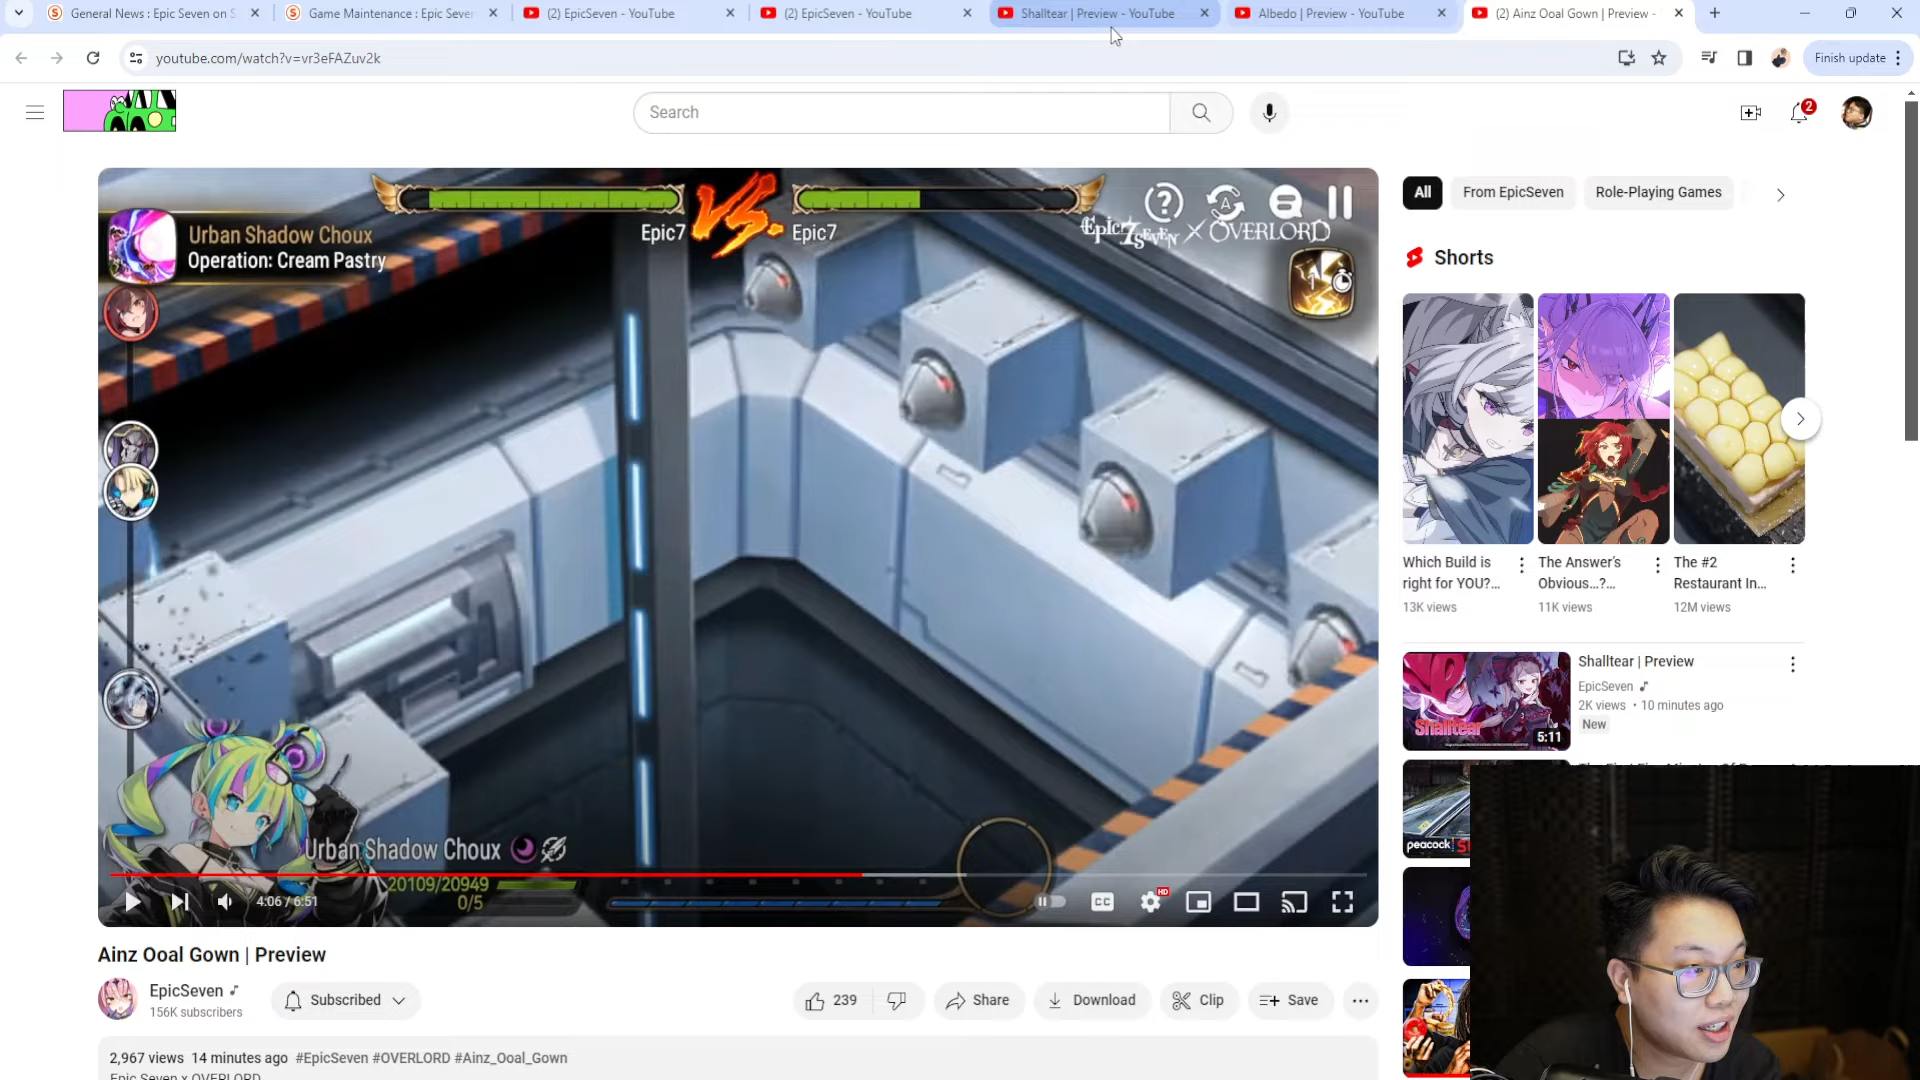 General News : Epic Seven on S
Game Maintenance : Epic Seven
(2) EpicSeven - YouTube
(2) EpicSeven - YouTube
Shalltear | Preview - YouTube
Albedo | Preview - YouTube
(2) Ainz Ooal Gown | Preview -
youtube.com/watch?v=vr3eFAZuv2k
Finish update
Search
2
Urban Shadow Choux
Operation: Cream Pastry
Epic7
VS.
Epic7
EPIC SEVEN X OVERLORD
Urban Shadow Choux
20109/20949
0/5
4:06 / 6:51
CC
HD
Ainz Ooal Gown | Preview
EpicSeven
156K subscribers
Subscribed
239
Share
Download
Clip
Save
2,967 views 14 minutes ago #EpicSeven #OVERLORD #Ainz_Ooal_Gown
Epic Seven x OVERLORD
All
From EpicSeven
Role-Playing Games
Shorts
Which Build is right for YOU?...
13K views
The Answer's Obvious...?...
11K views
The #2 Restaurant In...
12M views
Shalltear
5:11
Shalltear | Preview
EpicSeven
2K views • 10 minutes ago
New
peacock